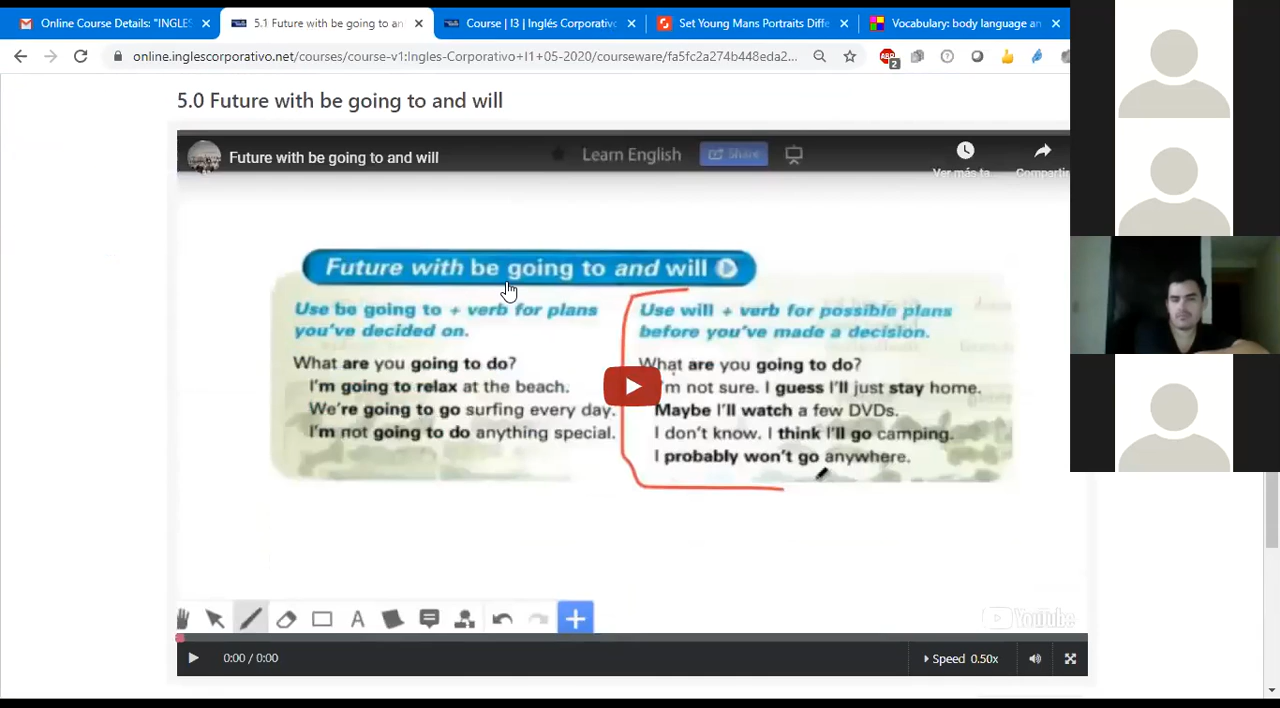 Online Course Details: "INGLES
5.1 Future with be going to an
Course | I3 | Inglés Corporativo
Set Young Mans Portraits Diffe
Vocabulary: body language an
online.inglescorporativo.net/courses/course-v1:Ingles-Corporativo+I1+05-2020/courseware/fa5fc2a274b448eda2...
2
5.0 Future with be going to and will
Future with be going to and will
Learn English
Share
Ver más ta...
Compartir
Future with be going to and will
Use be going to + verb for plans
you've decided on.
What are you going to do?
I'm going to relax at the beach.
We're going to go surfing every day.
I'm not going to do anything special.
Use will + verb for possible plans
before you've made a decision.
What are you going to do?
I'm not sure. I guess I'll just stay home.
Maybe I'll watch a few DVDs.
I don't know. I think I'll go camping.
I probably won't go anywhere.
A
YouTube
0:00 / 0:00
Speed 0.50x